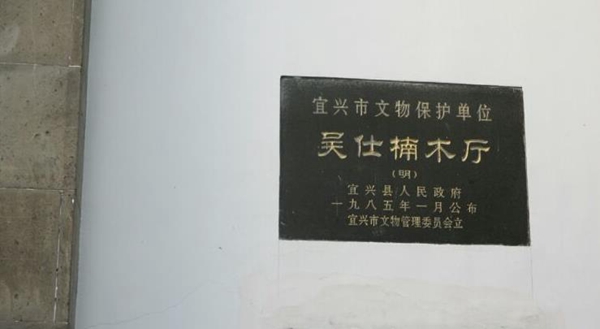 宜兴市文物保护单位
吴仕楠木厅
(明)
宜兴县人民政府
一九八五年一月公布
宜兴市文物管理委员会立